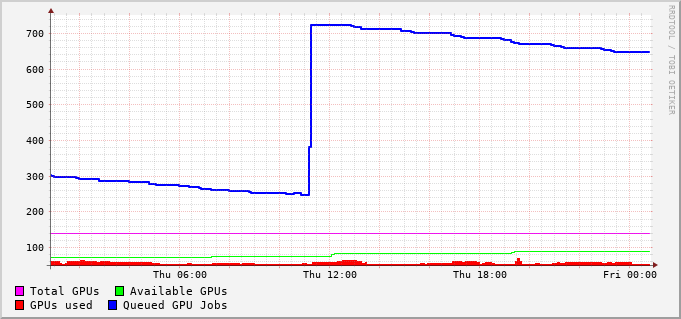 RRDTOOL / TOBI OETIKER
700
600
500
400
300
200
100
Thu 06:00 Thu 12:00 Thu 18:00 Fri 00:00
Total GPUs Available GPUs
GPUs used Queued GPU Jobs